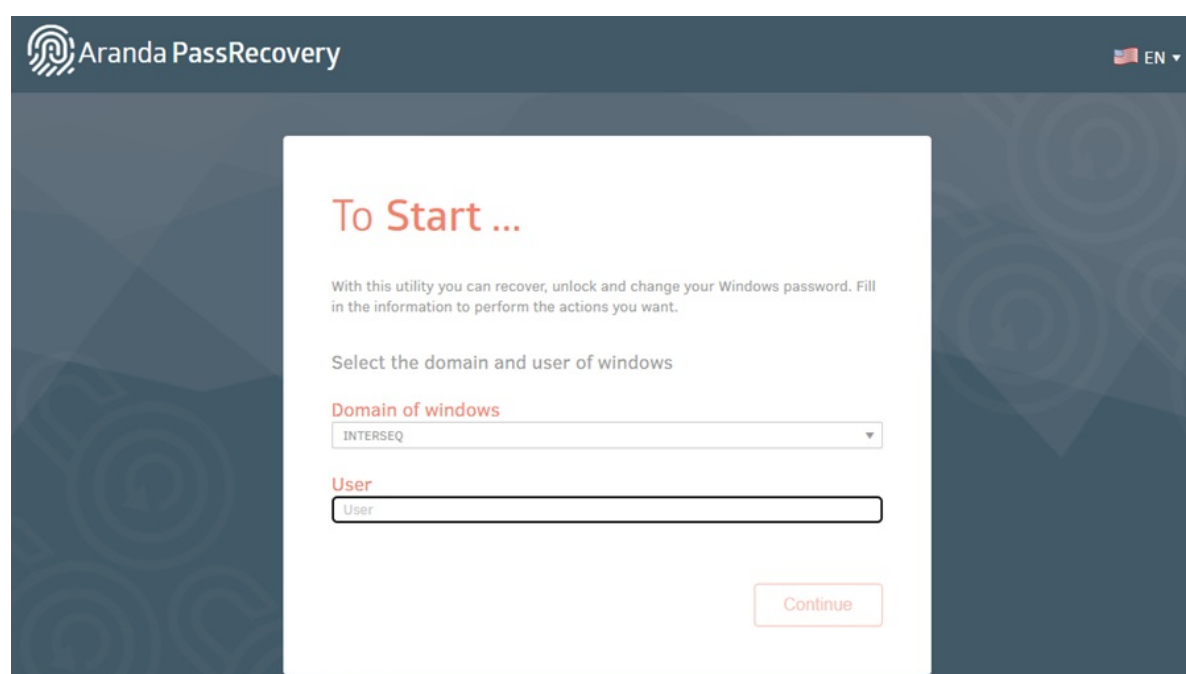 Aranda PassRecovery
EN
To Start ...
With this utility you can recover, unlock and change your Windows password. Fill
in the information to perform the actions you want.
Select the domain and user of windows
Domain of windows
INTERSEQ
User
User
Continue